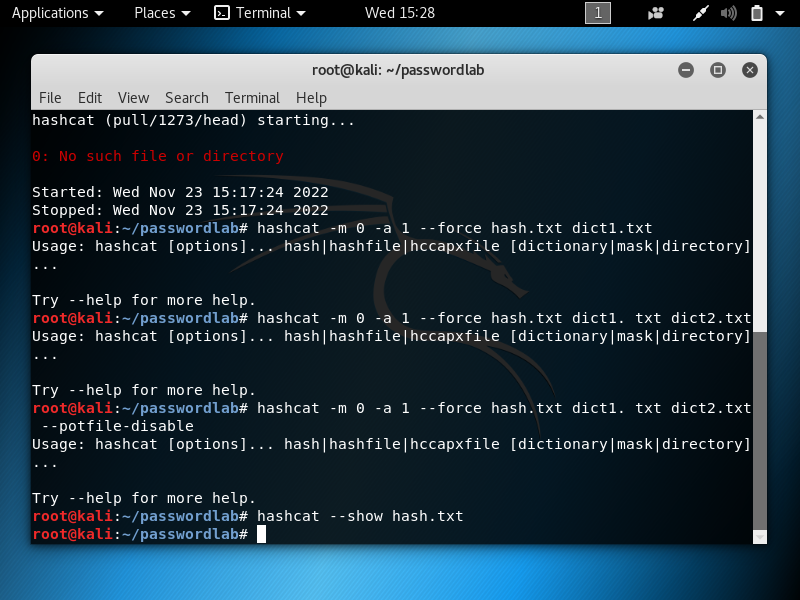 Applications Places Terminal Wed 15:28 1
root@kali: ~/passwordlab
File Edit View Search Terminal Help
hashcat (pull/1273/head) starting...
0: No such file or directory
Started: Wed Nov 23 15:17:24 2022
Stopped: Wed Nov 23 15:17:24 2022
root@kali:~/passwordlab# hashcat -m 0 -a 1 --force hash.txt dict1.txt
Usage: hashcat [options]... hash|hashfile|hccapxfile [dictionary|mask|directory]
...
Try --help for more help.
root@kali:~/passwordlab# hashcat -m 0 -a 1 --force hash.txt dict1. txt dict2.txt
Usage: hashcat [options]... hash|hashfile|hccapxfile [dictionary|mask|directory]
...
Try --help for more help.
root@kali:~/passwordlab# hashcat -m 0 -a 1 --force hash.txt dict1. txt dict2.txt
--potfile-disable
Usage: hashcat [options]... hash|hashfile|hccapxfile [dictionary|mask|directory]
...
Try --help for more help.
root@kali:~/passwordlab# hashcat --show hash.txt
root@kali:~/passwordlab#